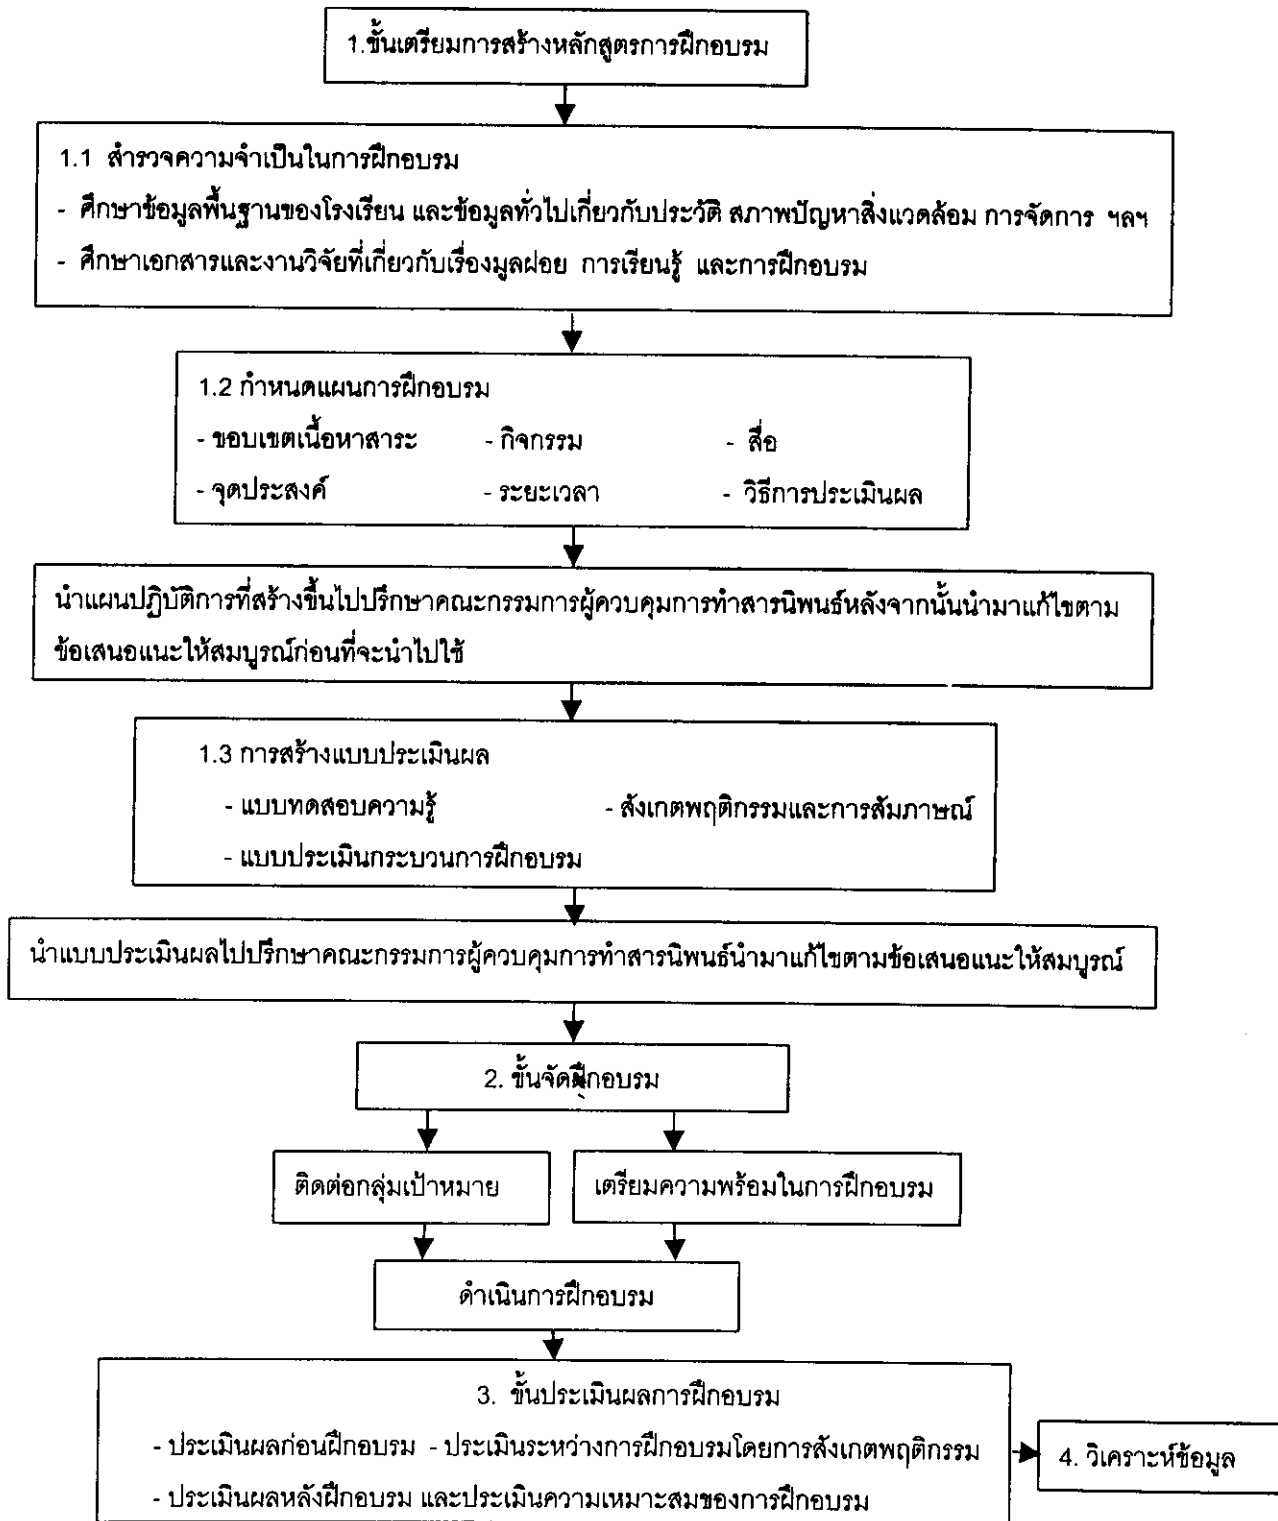 1.ขั้นเตรียมการสร้างหลักสูตรการฝึกอบรม
1.1 สำรวจความจำเป็นในการฝึกอบรม
- ศึกษาข้อมูลพื้นฐานของโรงเรียน และข้อมูลทั่วไปเกี่ยวกับประวัติ สภาพปัญหาสิ่งแวดล้อม การจัดการ ฯลฯ
- ศึกษาเอกสารและงานวิจัยที่เกี่ยวกับเรื่องมูลฝอย การเรียนรู้ และการฝึกอบรม
1.2 กำหนดแผนการฝึกอบรม
- ขอบเขตเนื้อหาสาระ - กิจกรรม - สื่อ
- จุดประสงค์ - ระยะเวลา - วิธีการประเมินผล
นำแผนปฏิบัติการที่สร้างขึ้นไปปรึกษาคณะกรรมการผู้ควบคุมการทำสารนิพนธ์หลังจากนั้นนำมาแก้ไขตาม
ข้อเสนอแนะให้สมบูรณ์ก่อนที่จะนำไปใช้
1.3 การสร้างแบบประเมินผล
- แบบทดสอบความรู้ - สังเกตพฤติกรรมและการสัมภาษณ์
- แบบประเมินกระบวนการฝึกอบรม
นำแบบประเมินผลไปปรึกษาคณะกรรมการผู้ควบคุมการทำสารนิพนธ์นำมาแก้ไขตามข้อเสนอแนะให้สมบูรณ์
2. ขั้นจัดฝึกอบรม
ติดต่อกลุ่มเป้าหมาย เตรียมความพร้อมในการฝึกอบรม
ดำเนินการฝึกอบรม
3. ขั้นประเมินผลการฝึกอบรม
- ประเมินผลก่อนฝึกอบรม - ประเมินระหว่างการฝึกอบรมโดยการสังเกตพฤติกรรม
- ประเมินผลหลังฝึกอบรม และประเมินความเหมาะสมของการฝึกอบรม
4. วิเคราะห์ข้อมูล